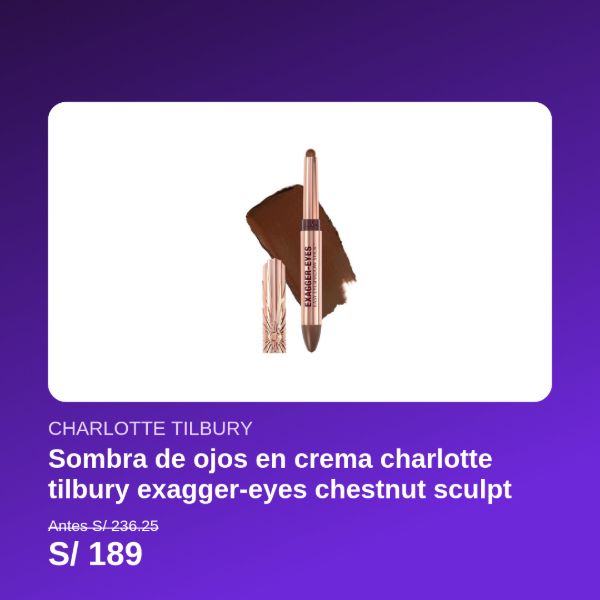 EXAGGER-EYES
CHARLOTTE TILBURY
Sombra de ojos en crema charlotte
tilbury exagger-eyes chestnut sculpt
Antes S/ 236.25
S/ 189